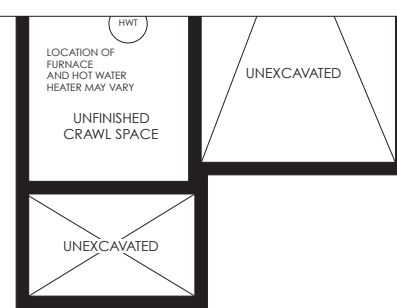 HWT
LOCATION OF
FURNACE
AND HOT WATER
HEATER MAY VARY
UNFINISHED
CRAWL SPACE
UNEXCAVATED
UNEXCAVATED